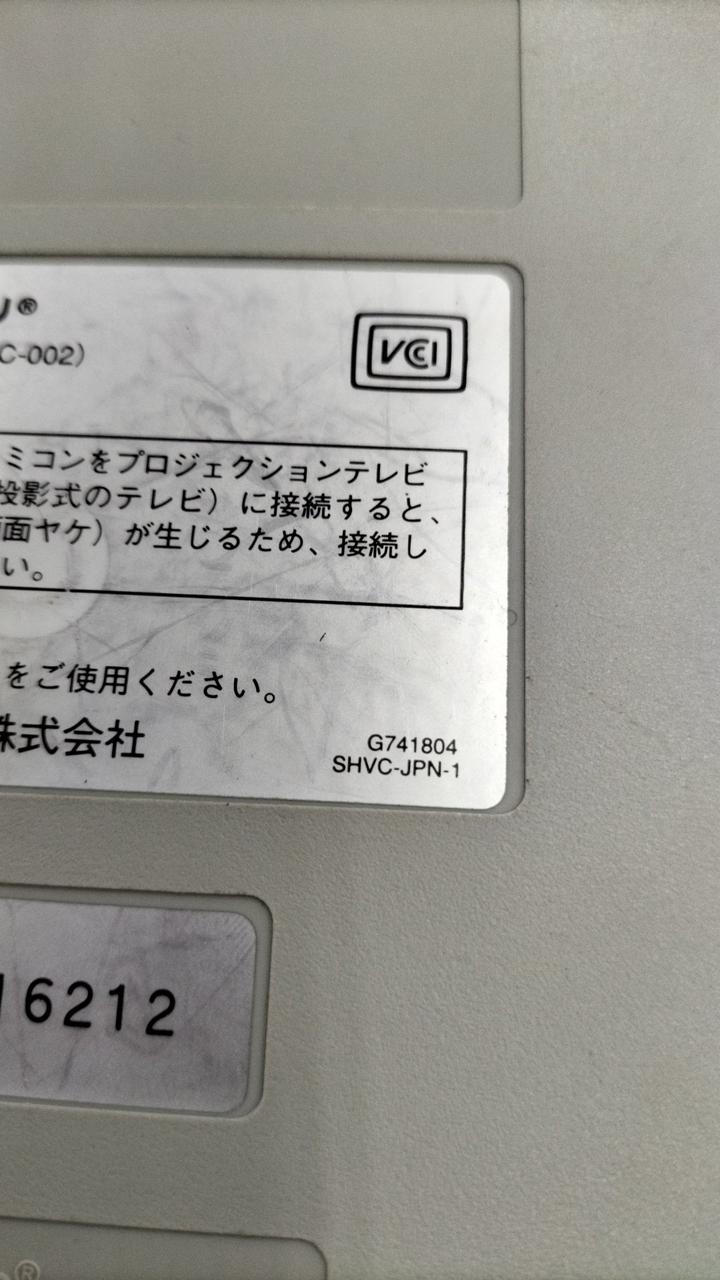 ®
C-002)
VCCI
ミコンをプロジェクションテレビ
投影式のテレビ）に接続すると、
面ヤケ）が生じるため、接続し
い。
をご使用ください。
株式会社
G741804
SHVC-JPN-1
16212
®